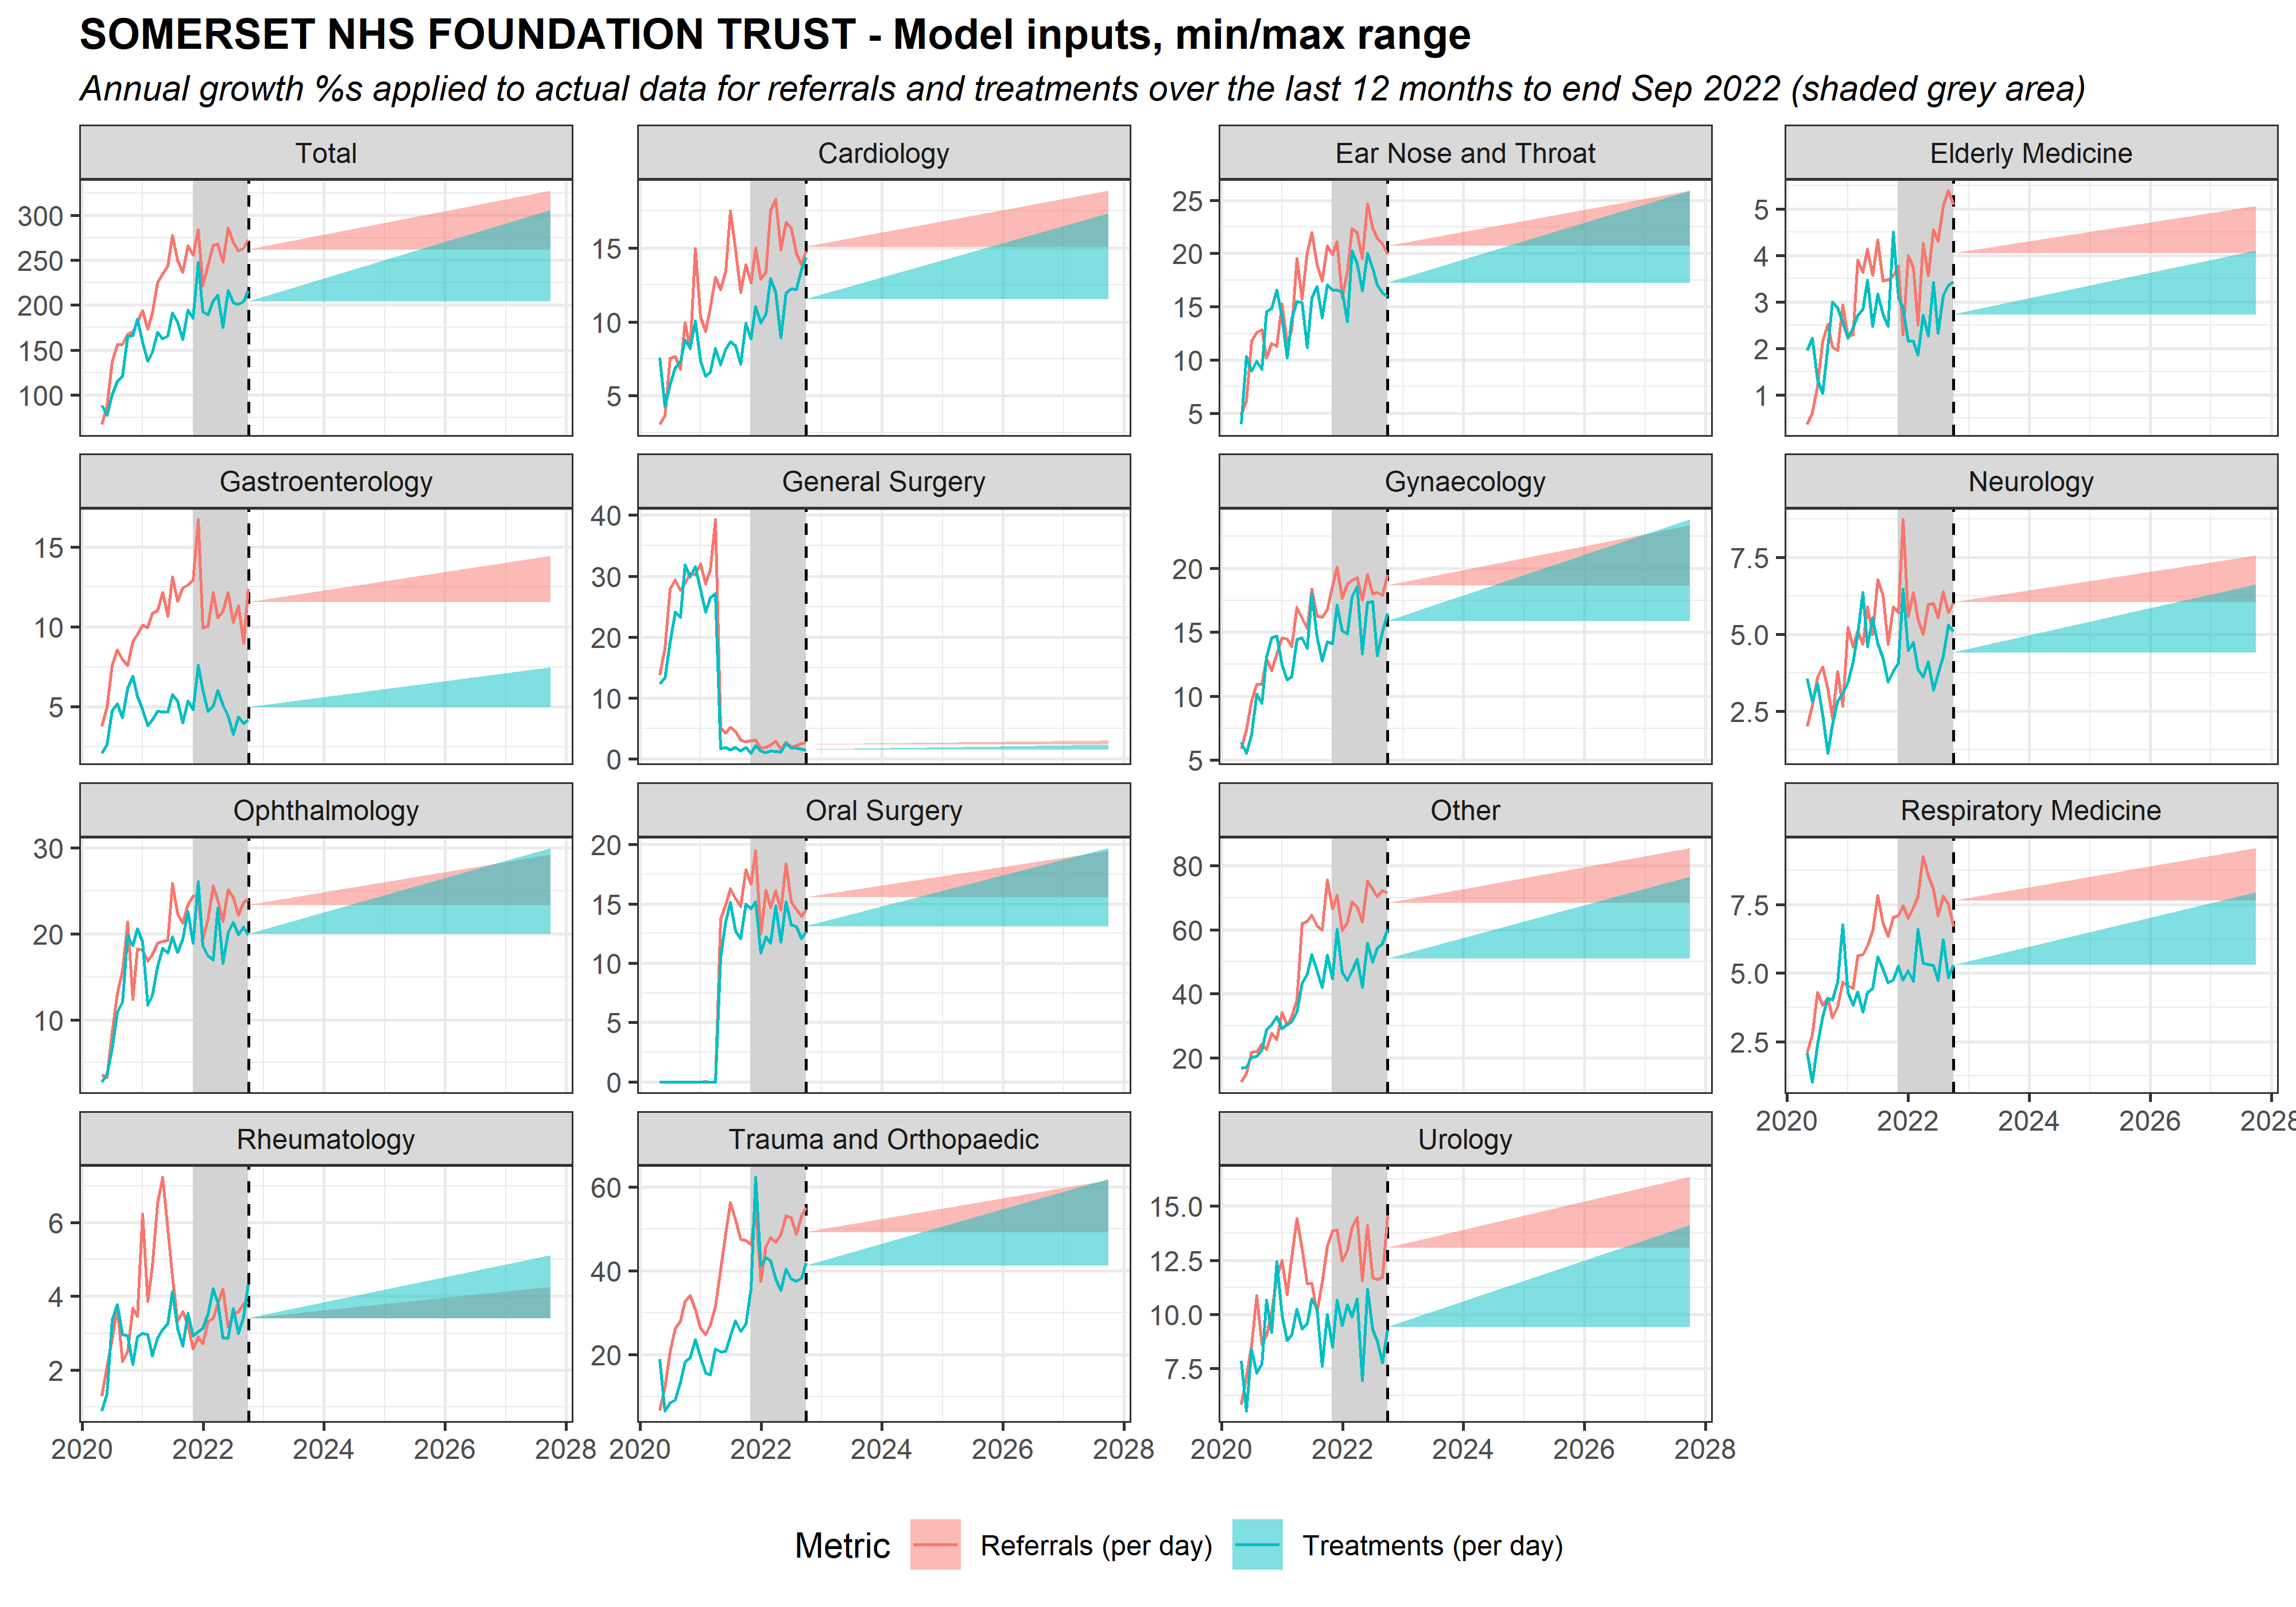 SOMERSET NHS FOUNDATION TRUST - Model inputs, min/max range
Annual growth %s applied to actual data for referrals and treatments over the last 12 months to end Sep 2022 (shaded grey area)
Total
300
250
200
150
100
Cardiology
15
10
5
Ear Nose and Throat
25
20
15
10
5
Elderly Medicine
5
4
3
2
1
Gastroenterology
15
10
5
General Surgery
40
30
20
10
0
Gynaecology
20
15
10
5
Neurology
7.5
5.0
2.5
Ophthalmology
30
20
10
Oral Surgery
20
15
10
5
0
Other
80
60
40
20
Respiratory Medicine
7.5
5.0
2.5
2020 2022 2024 2026 2028
Rheumatology
6
4
2
2020 2022 2024 2026 2028
Trauma and Orthopaedic
60
40
20
2020 2022 2024 2026 2028
Urology
15.0
12.5
10.0
7.5
2020 2022 2024 2026 2028
Metric Referrals (per day) Treatments (per day)